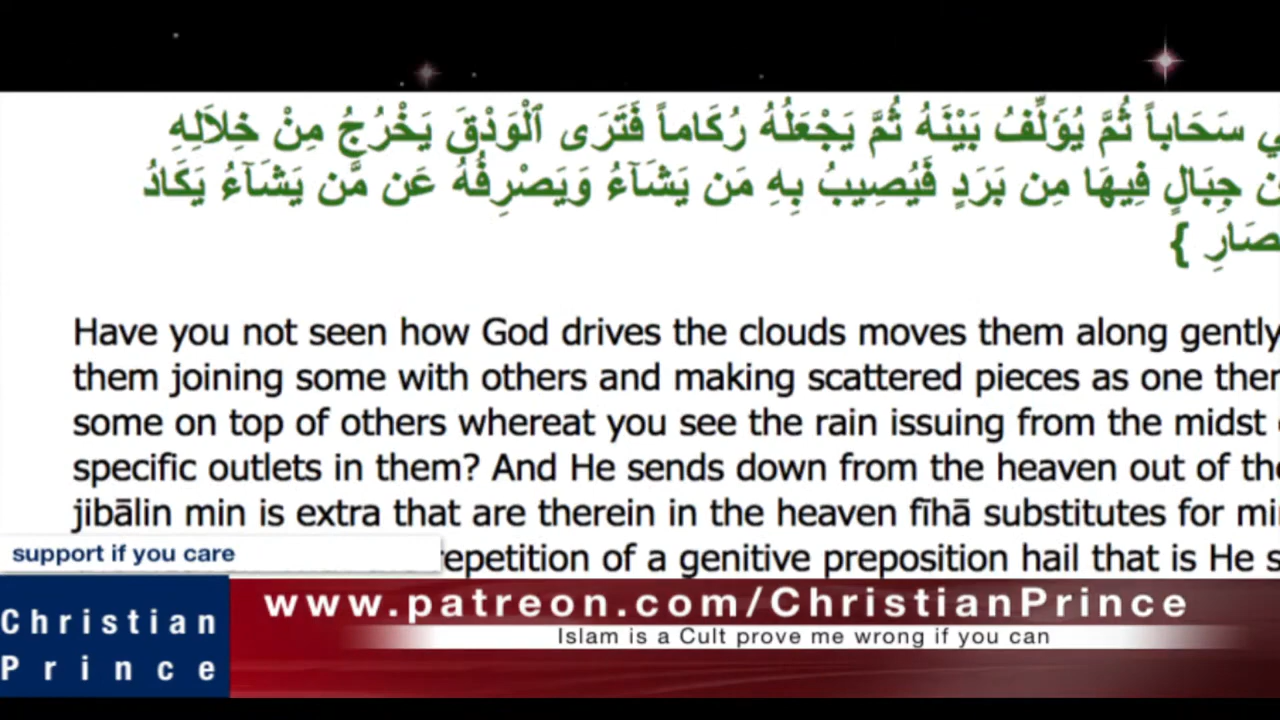 سَحَاباً ثُمَّ يُؤَلِّفُ بَيْنَهُ ثُمَّ يَجْعَلُهُ رُكَاماً فَتَرَى ٱلْوَدْقَ يَخْرُجُ مِنْ خِلاَلِهِ
جِبَالٍ فِيهَا مِن بَرَدٍ فَيُصِيبُ بِهِ مَن يَشَآءُ وَيَصْرِفُهُ عَن مَّن يَشَآءُ يَكَادُ
صَارِ }
Have you not seen how God drives the clouds moves them along gently
them joining some with others and making scattered pieces as one
some on top of others whereat you see the rain issuing from the midst
specific outlets in them? And He sends down from the heaven out of
jibālin min is extra that are therein in the heaven fīhā substitutes for
repetition of a genitive preposition hail that is He
support if you care
Christian
Prince
www.patreon.com/ChristianPrince
Islam is a Cult prove me wrong if you can